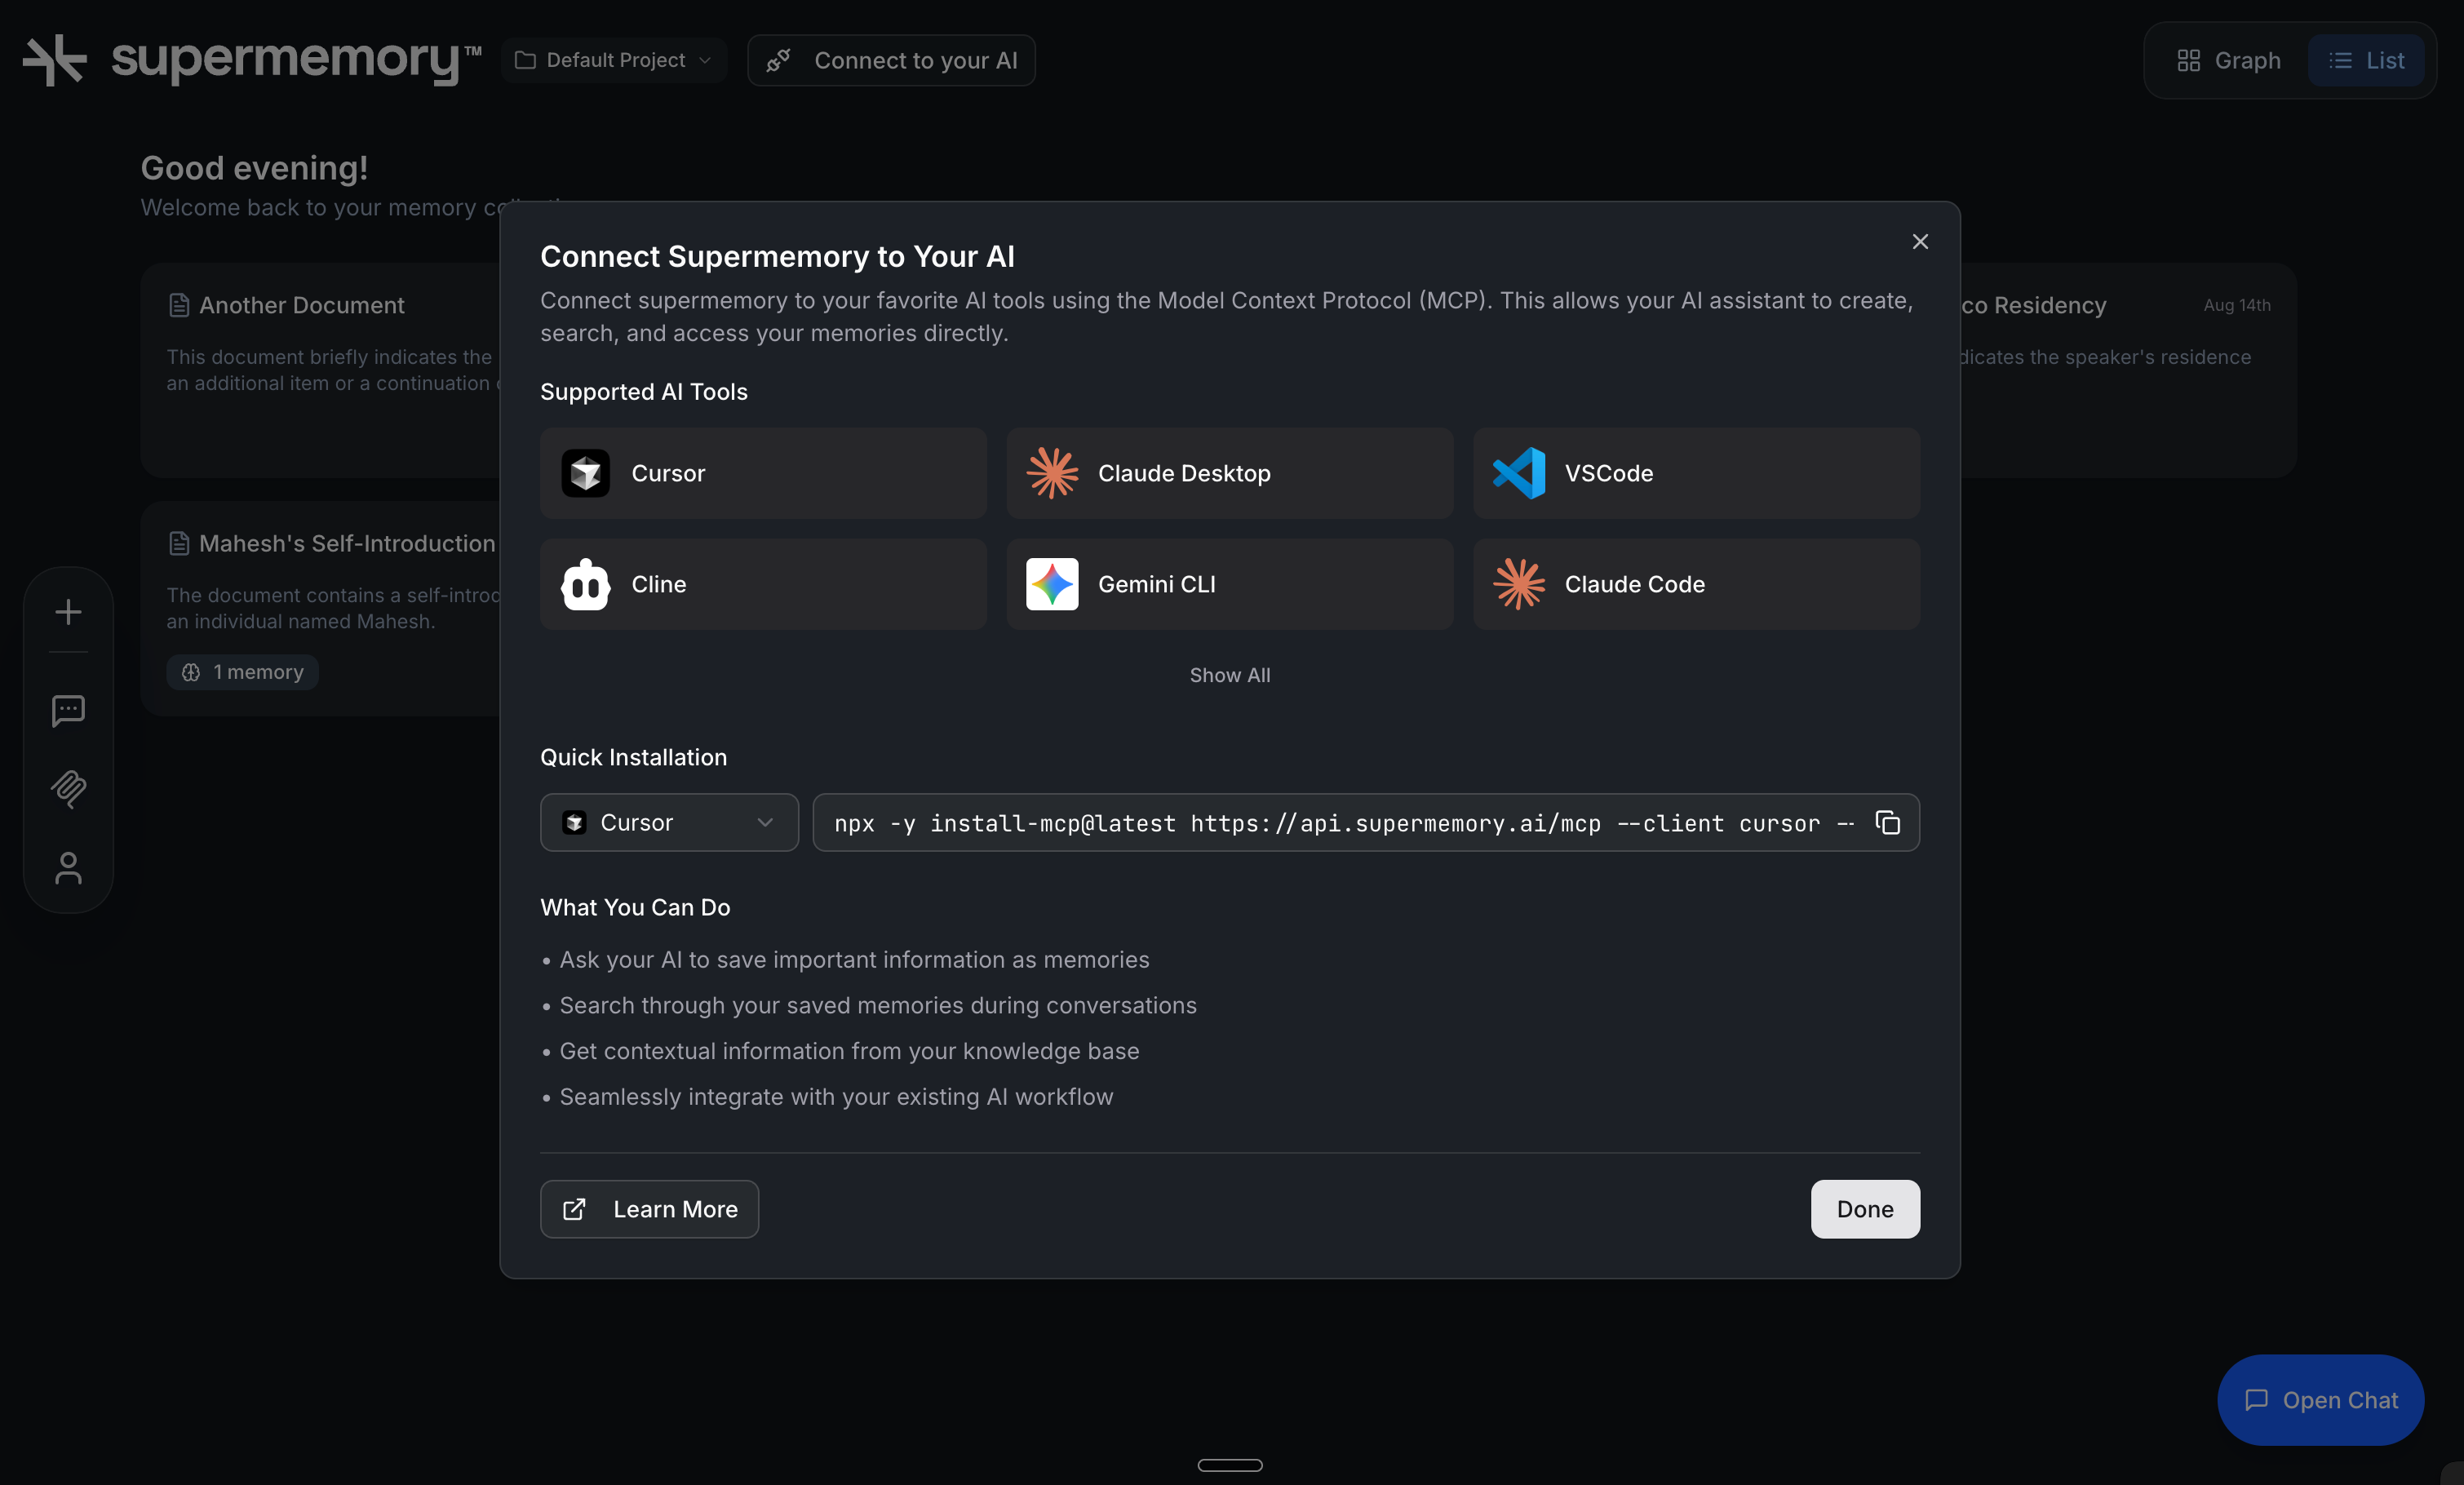 supermemory™
Default Project
Connect to your AI
Graph
List
Good evening!
Welcome back to your memory
Another Document
This document briefly indicates the
an additional item or a continuation
Mahesh's Self-Introduction
The document contains a
an individual named Mahesh.
1 memory
Connect Supermemory to Your AI
Connect supermemory to your favorite AI tools using the Model Context Protocol (MCP). This allows your AI assistant to create,
search, and access your memories directly.
Supported AI Tools
Cursor
Claude Desktop
VSCode
Cline
Gemini CLI
Claude Code
Show All
Quick Installation
Cursor
npx -y install-mcp@latest https://api.supermemory.ai/mcp --client cursor
What You Can Do
• Ask your AI to save important information as memories
• Search through your saved memories during conversations
• Get contextual information from your knowledge base
• Seamlessly integrate with your existing AI workflow
Learn More
Done
Residency
Aug 14th
the speaker's residence
Open Chat